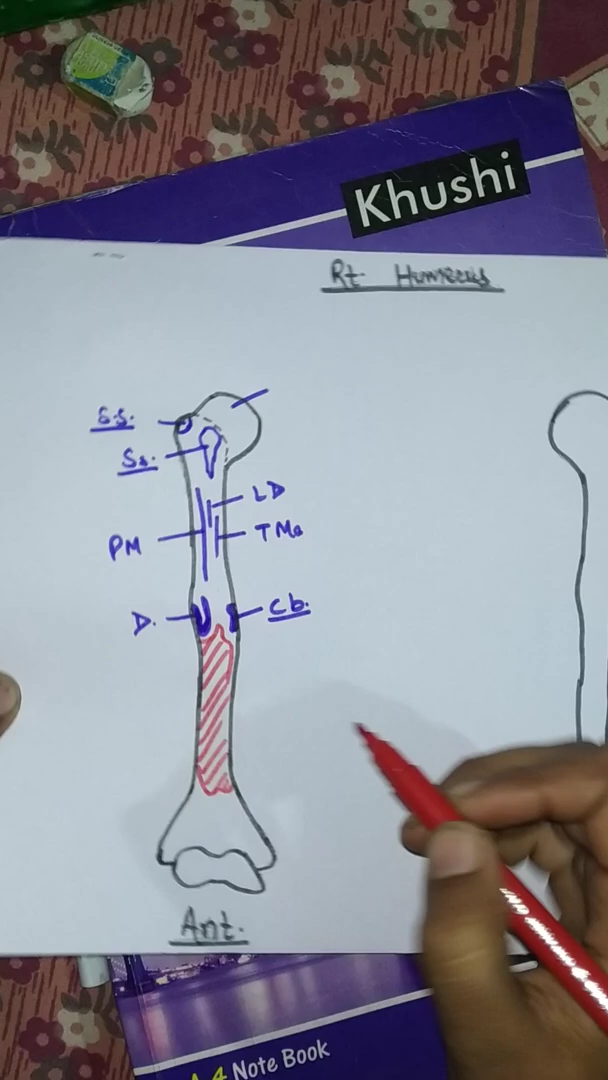 Khushi
Rt. Humerus
S.S.
Ss.
LD
PM
TMa
D.
Cb.
Ant.
Note Book